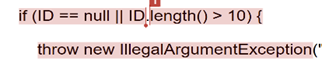 if (ID == null || ID.length() > 10) {
throw new IllegalArgumentException('